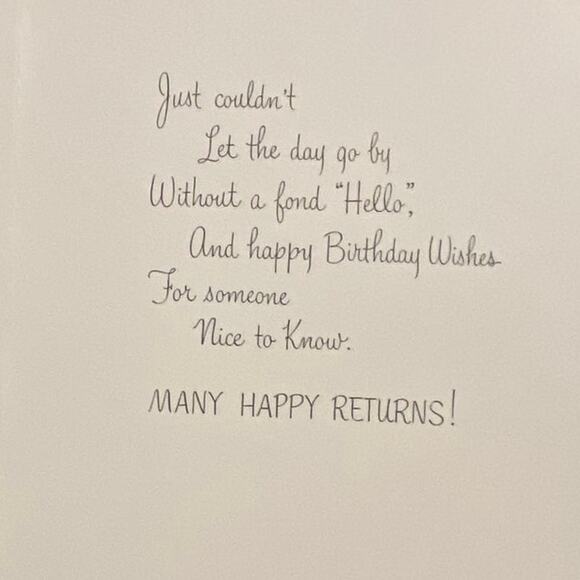 Just couldn't
Let the day go by
Without a fond "Hello",
And happy Birthday Wishes
For someone
Nice to Know.
MANY HAPPY RETURNS!